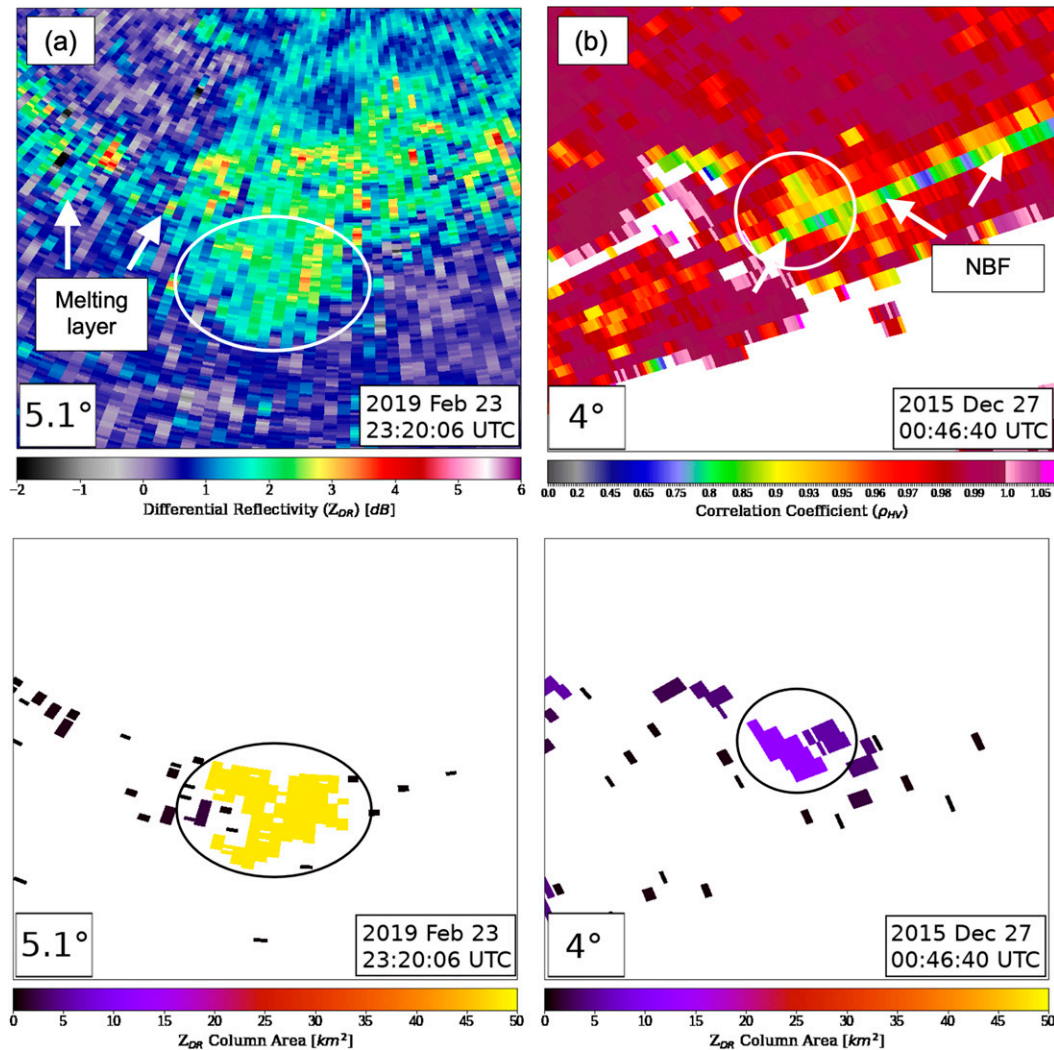 (a)
Melting
layer
5.1°
2019 Feb 23
23:20:06 UTC
−2 −1 0 1 2 3 4 5 6
Differential Reflectivity (Z_DR) [dB]
(b)
NBF
4°
2015 Dec 27
00:46:40 UTC
0.0 0.2 0.45 0.65 0.75 0.8 0.85 0.9 0.93 0.95 0.96 0.97 0.98 0.99 1.0 1.05
Correlation Coefficient (ρ_HV)
5.1°
2019 Feb 23
23:20:06 UTC
0 5 10 15 20 25 30 35 40 45 50
Z_DR Column Area [km²]
4°
2015 Dec 27
00:46:40 UTC
0 5 10 15 20 25 30 35 40 45 50
Z_DR Column Area [km²]